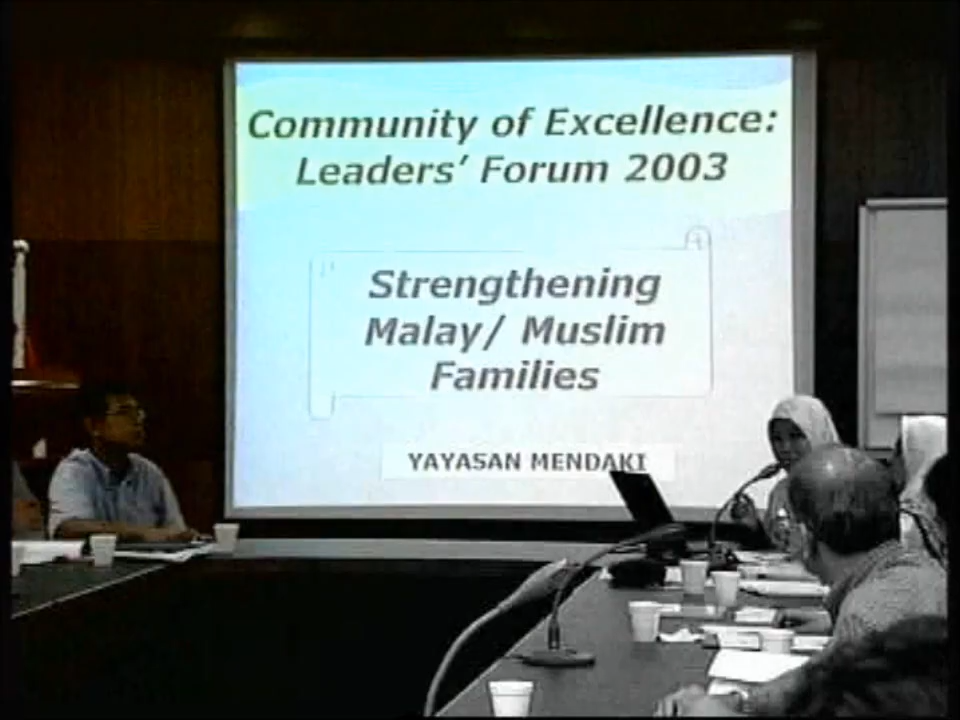 Community of Excellence:
Leaders' Forum 2003
Strengthening
Malay/ Muslim
Families
YAYASAN MENDAKI